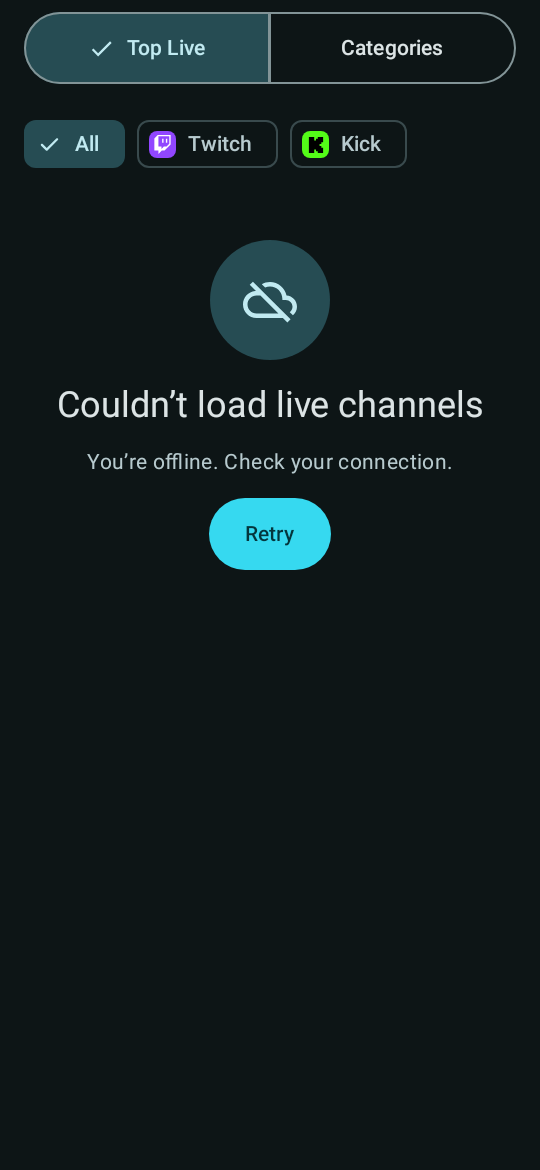 Top Live
Categories
All
Twitch
Kick
Couldn’t load live channels
You’re offline. Check your connection.
Retry